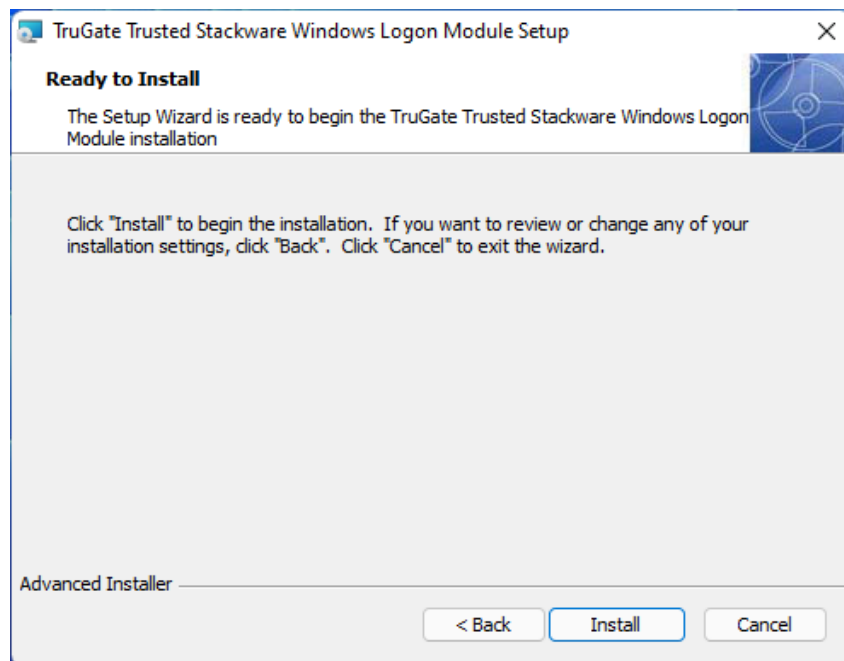 TruGate Trusted Stackware Windows Logon Module Setup
Ready to Install
The Setup Wizard is ready to begin the TruGate Trusted Stackware Windows Logon
Module installation
Click "Install" to begin the installation. If you want to review or change any of your
installation settings, click "Back". Click "Cancel" to exit the wizard.
Advanced Installer
< Back Install Cancel